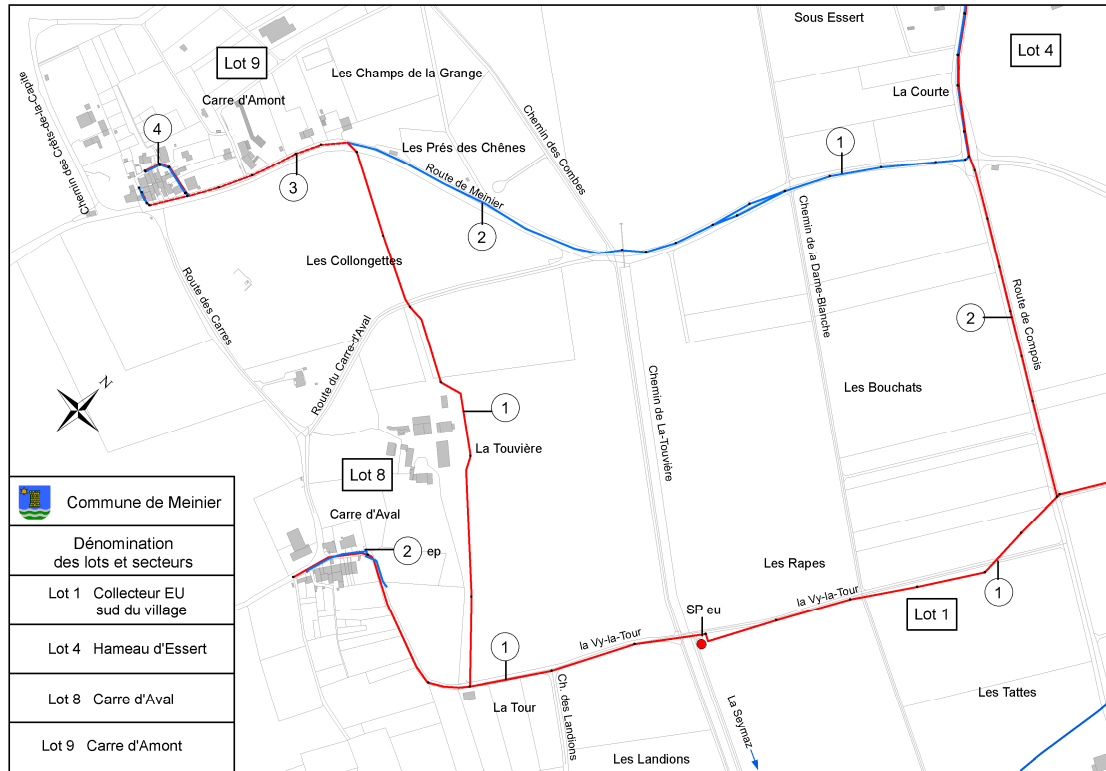 Sous Essert
Lot 4
Lot 9
Les Champs de la Grange
La Courte
Carre d'Amont
Chemin des Crêts-de-la-Capite
4
Chemin des Combes
1
Les Prés des Chênes
3
Route de Meinier
2
Chemin de la Dame-Blanche
Les Collongettes
Route des Carres
Route de Compois
2
N
Route du Carre-d'Aval
Chemin de La-Touvière
Les Bouchats
1
La Touvière
Lot 8
Carre d'Aval
2 ep
Les Rapes
1
la Vy-la-Tour
SP eu
Lot 1
la Vy-la-Tour
1
Ch. des Landions
La Tour
La Seymaz
Les Tattes
Les Landions
Commune de Meinier
Dénomination
des lots et secteurs
Lot 1 Collecteur EU
sud du village
Lot 4 Hameau d'Essert
Lot 8 Carre d'Aval
Lot 9 Carre d'Amont